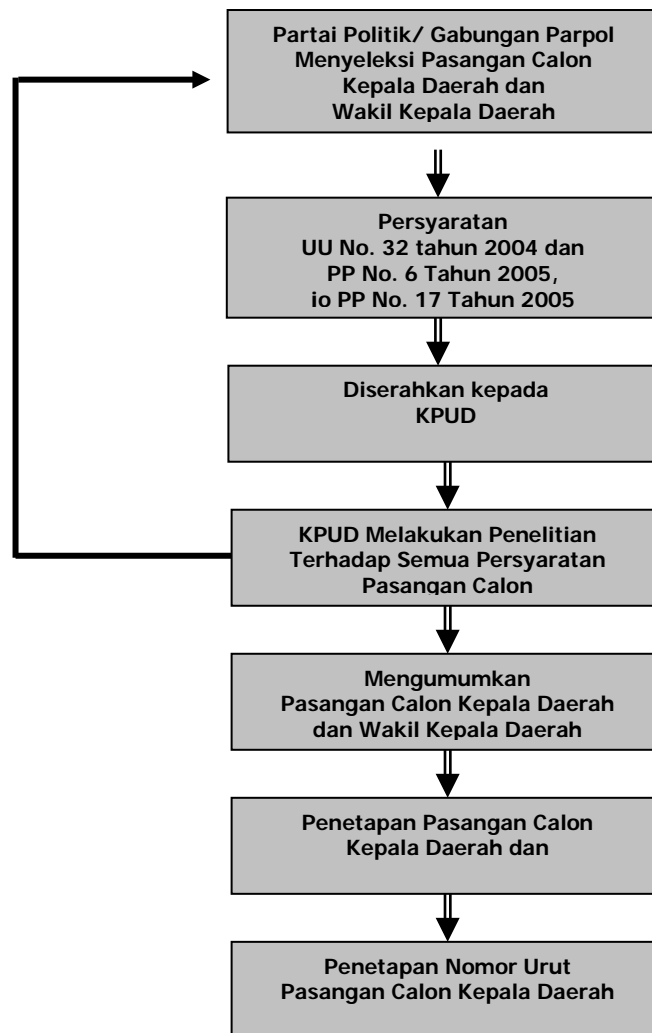 Partai Politik/ Gabungan Parpol
Menyeleksi Pasangan Calon
Kepala Daerah dan
Wakil Kepala Daerah
Persyaratan
UU No. 32 tahun 2004 dan
PP No. 6 Tahun 2005,
io PP No. 17 Tahun 2005
Diserahkan kepada
KPUD
KPUD Melakukan Penelitian
Terhadap Semua Persyaratan
Pasangan Calon
Mengumumkan
Pasangan Calon Kepala Daerah
dan Wakil Kepala Daerah
Penetapan Pasangan Calon
Kepala Daerah dan
Penetapan Nomor Urut
Pasangan Calon Kepala Daerah